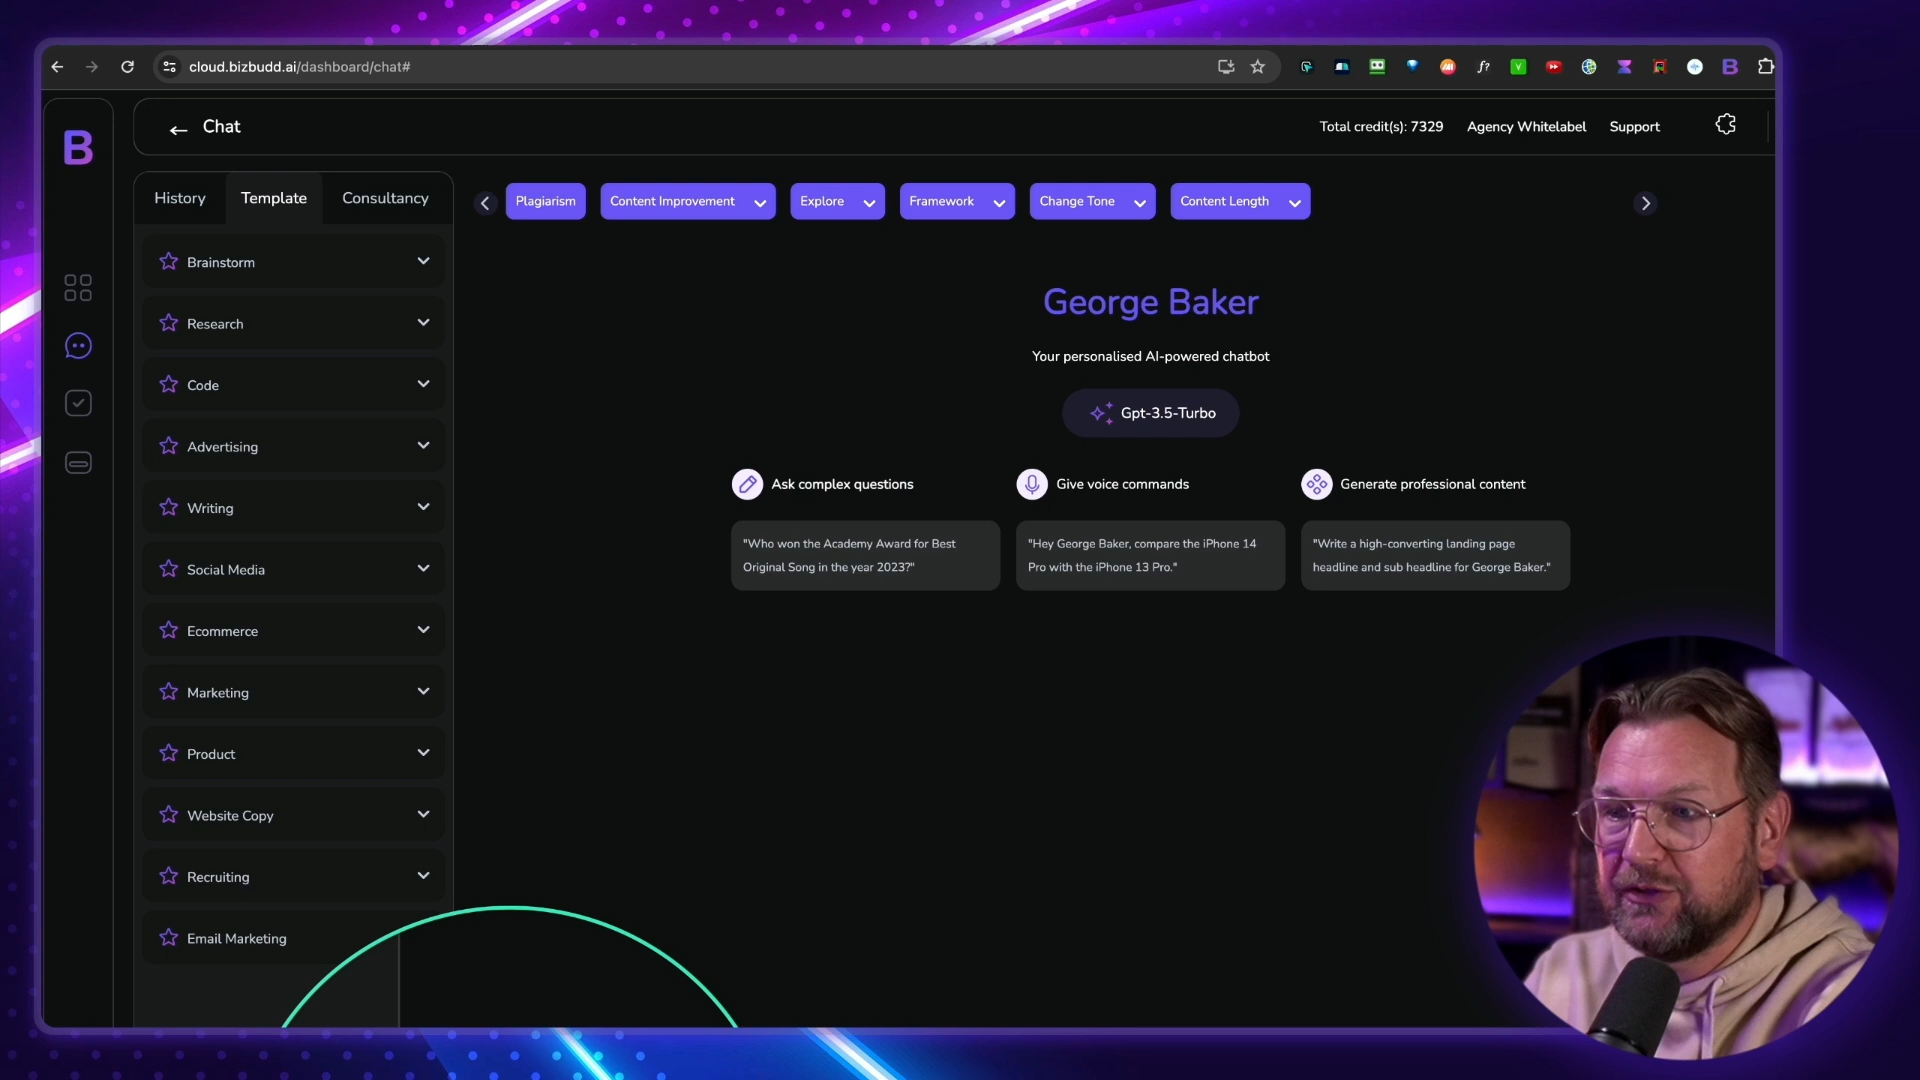 cloud.bizbudd.ai/dashboard/chat#
B
Chat
Total credit(s): 7329
Agency Whitelabel
Support
History
Template
Consultancy
Plagiarism
Content Improvement
Explore
Framework
Change Tone
Content Length
Brainstorm
Research
Code
Advertising
Writing
Social Media
Ecommerce
Marketing
Product
Website Copy
Recruiting
Email Marketing
George Baker
Your personalised AI-powered chatbot
Gpt-3.5-Turbo
Ask complex questions
"Who won the Academy Award for Best
Original Song in the year 2023?"
Give voice commands
"Hey George Baker, compare the iPhone 14
Pro with the iPhone 13 Pro."
Generate professional content
"Write a high-converting landing page
headline and sub headline for George Baker."